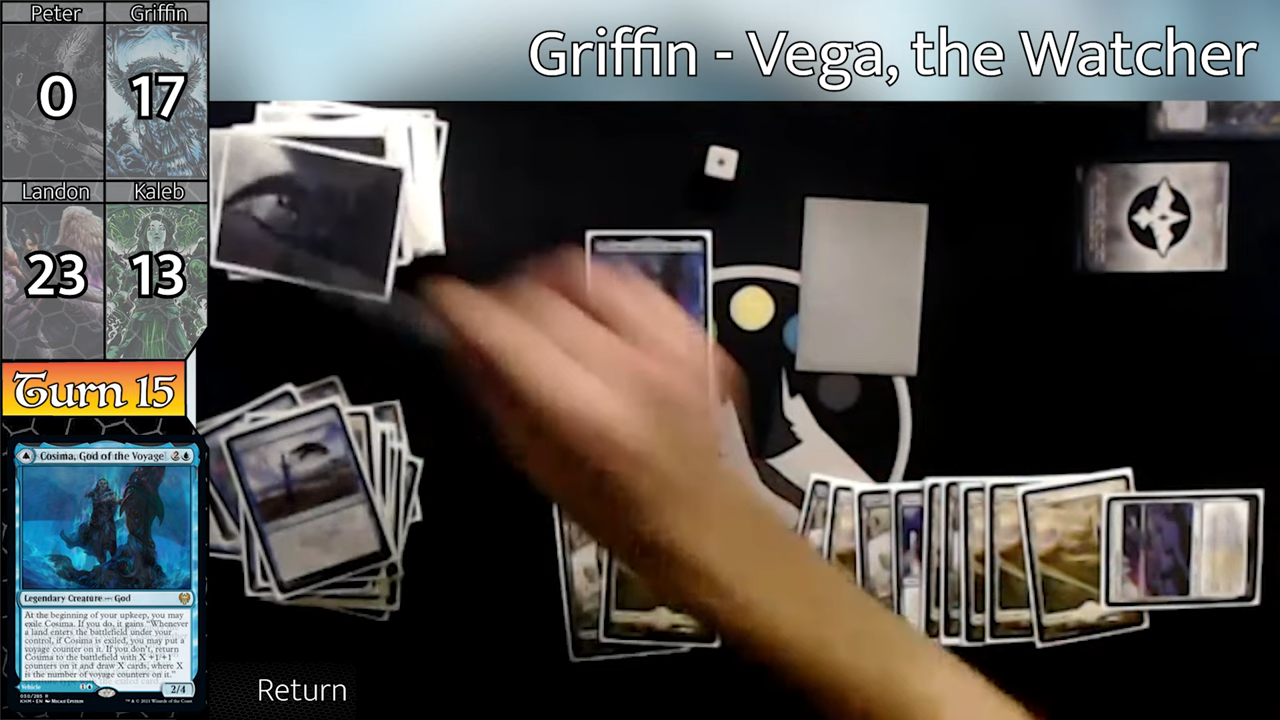 Peter
Griffin
0
17
Landon
Kaleb
23
13
Turn 15
Griffin - Vega, the Watcher
Cosima, God of the Voyage 2
Legendary Creature — God
At the beginning of your upkeep, you may
exile Cosima. If you do, it gains "Whenever
a land enters the battlefield under your
control, if Cosima is exiled, you may put a
voyage counter on it. If you don't, return
Cosima to the battlefield with X +1/+1
counters on it and draw X cards, where X
is the number of voyage counters on it."
Vehicle
2/4
Return